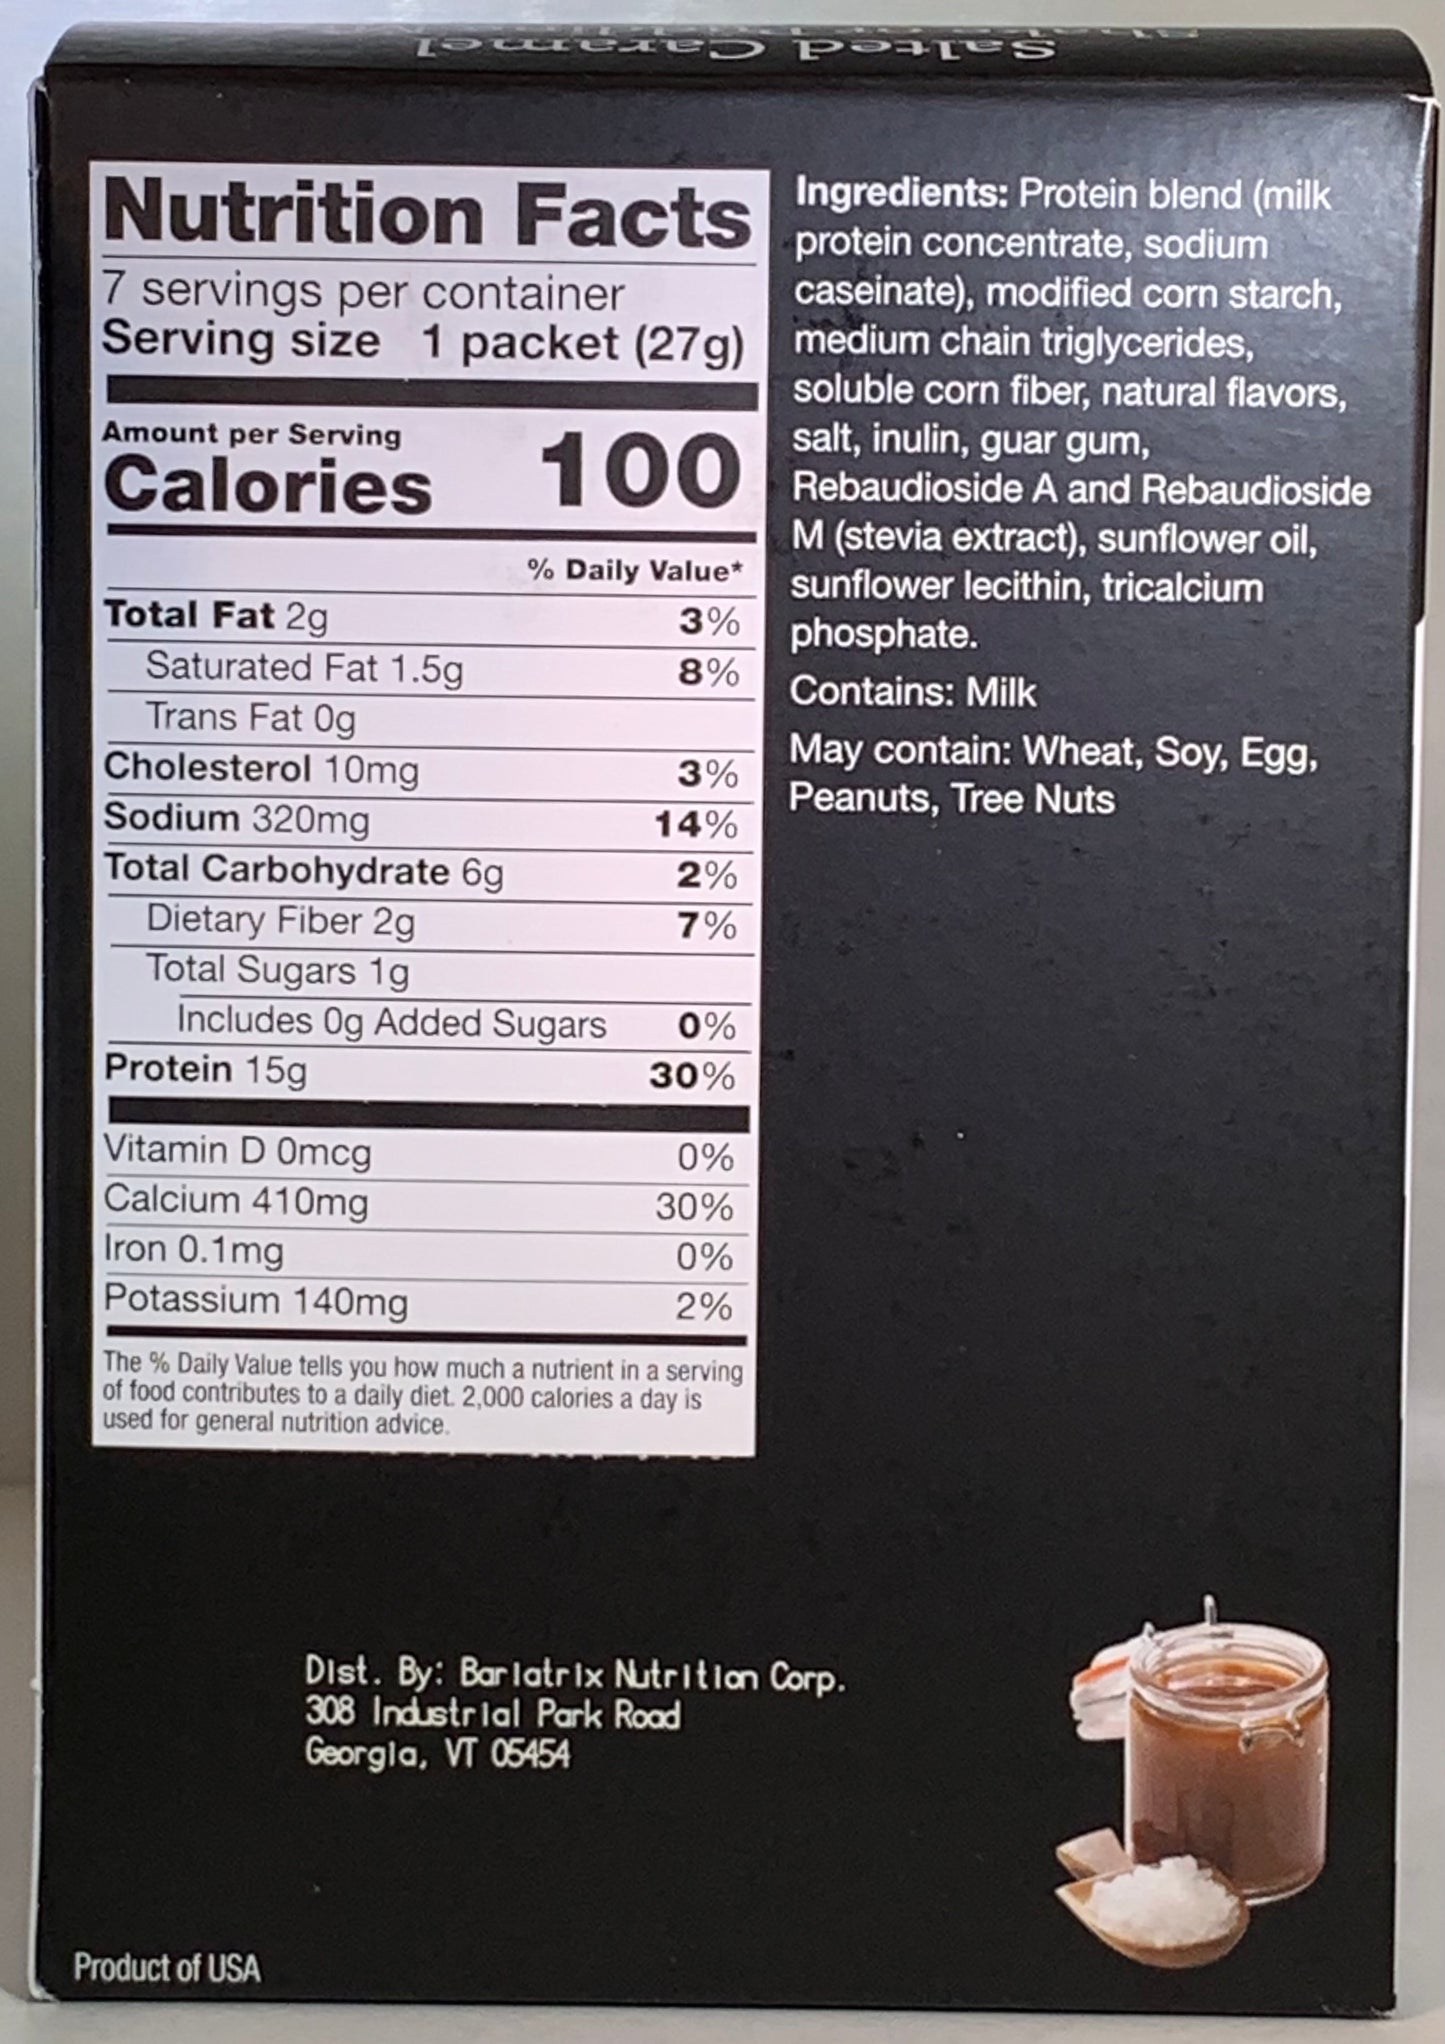 Salted Caramel
Nutrition Facts
7 servings per container
Serving size 1 packet (27g)
Amount per Serving
Calories 100
% Daily Value*
Total Fat 2g 3%
Saturated Fat 1.5g 8%
Trans Fat 0g
Cholesterol 10mg 3%
Sodium 320mg 14%
Total Carbohydrate 6g 2%
Dietary Fiber 2g 7%
Total Sugars 1g
Includes 0g Added Sugars 0%
Protein 15g 30%
Vitamin D 0mcg 0%
Calcium 410mg 30%
Iron 0.1mg 0%
Potassium 140mg 2%
The % Daily Value tells you how much a nutrient in a serving
of food contributes to a daily diet. 2,000 calories a day is
used for general nutrition advice.
Ingredients: Protein blend (milk
protein concentrate, sodium
caseinate), modified corn starch,
medium chain triglycerides,
soluble corn fiber, natural flavors,
salt, inulin, guar gum,
Rebaudioside A and Rebaudioside
M (stevia extract), sunflower oil,
sunflower lecithin, tricalcium
phosphate.
Contains: Milk
May contain: Wheat, Soy, Egg,
Peanuts, Tree Nuts
Dist. By: Bariatrix Nutrition Corp.
308 Industrial Park Road
Georgia, VT 05454
Product of USA